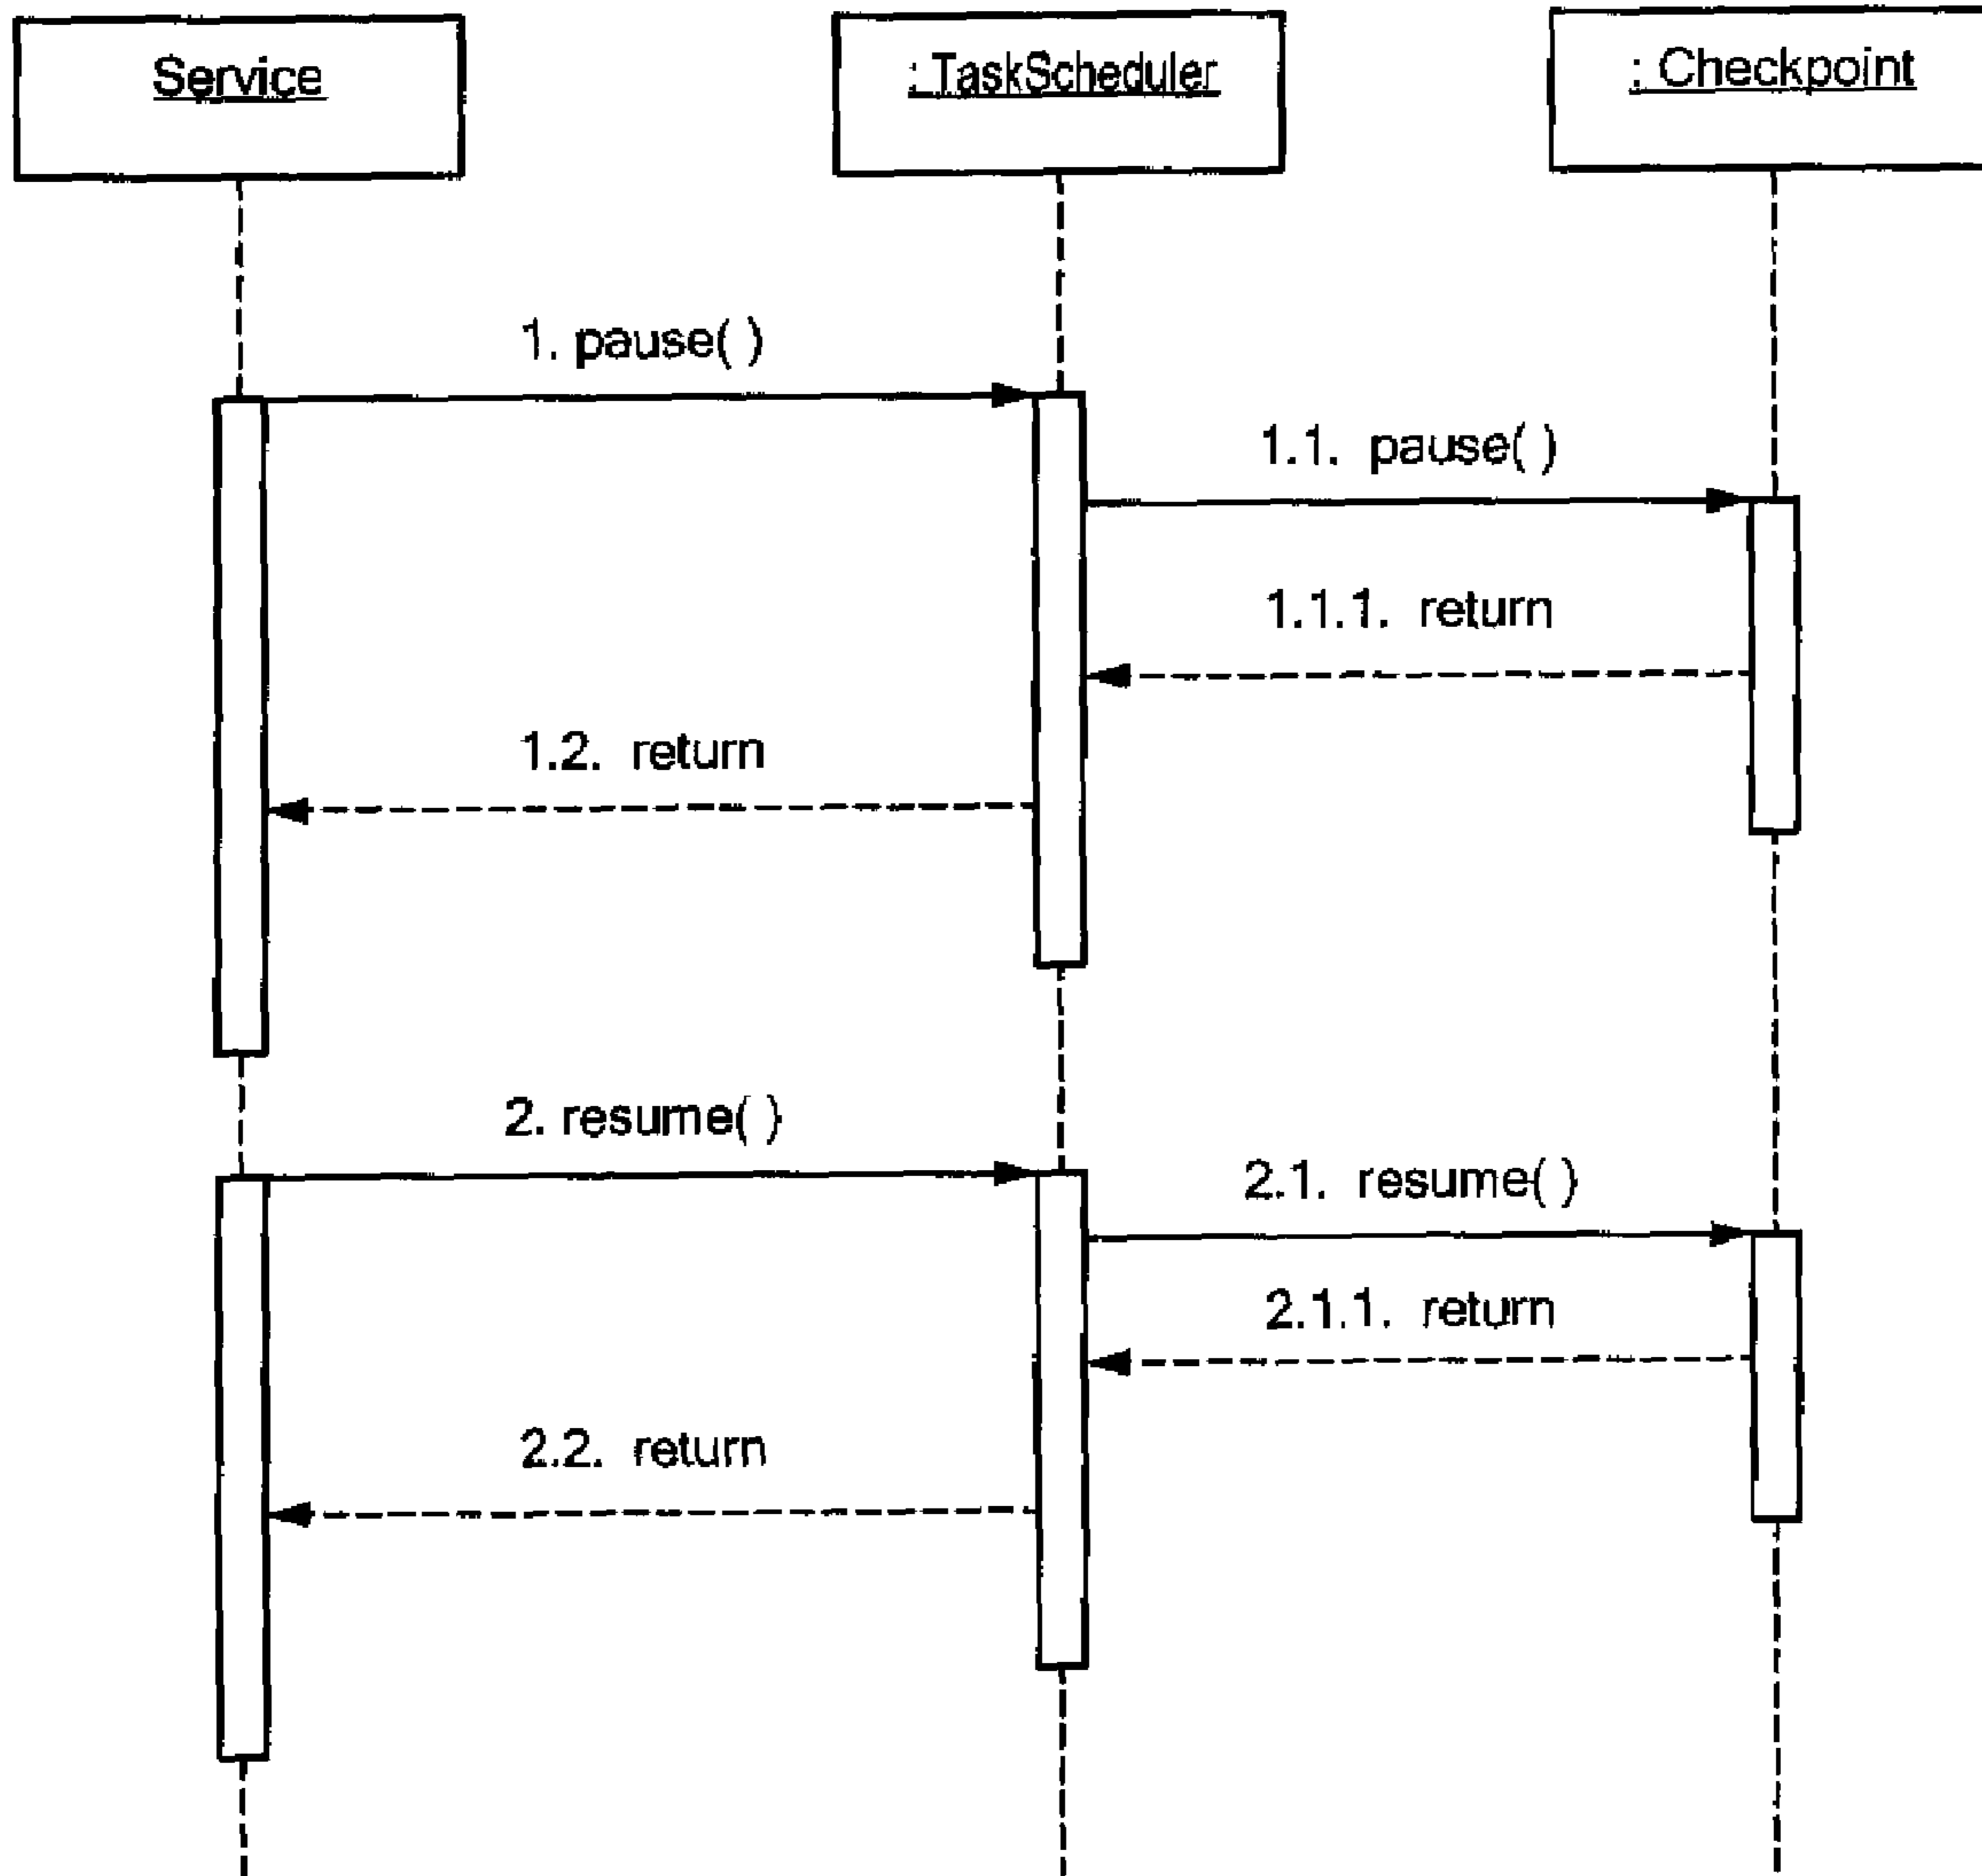 Service
: TaskScheduler
: Checkpoint
1. pause( )
1.1. pause( )
1.1.1. return
1.2. return
2. resume( )
2.1. resume( )
2.1.1. return
2.2. return